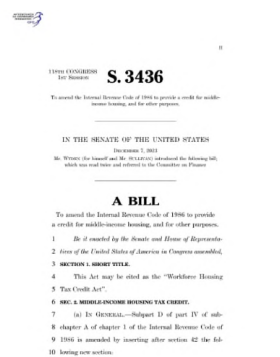 II
118TH CONGRESS
1ST SESSION
S. 3436
To amend the Internal Revenue Code of 1986 to provide a credit for middle-
income housing, and for other purposes.
IN THE SENATE OF THE UNITED STATES
DECEMBER 7, 2023
Mr. WYDEN (for himself and Mr. SULLIVAN) introduced the following bill;
which was read twice and referred to the Committee on Finance
A BILL
To amend the Internal Revenue Code of 1986 to provide
a credit for middle-income housing, and for other purposes.
1 Be it enacted by the Senate and House of Representa-
2 tives of the United States of America in Congress assembled,
3 SECTION 1. SHORT TITLE.
4 This Act may be cited as the “Workforce Housing
5 Tax Credit Act”.
6 SEC. 2. MIDDLE-INCOME HOUSING TAX CREDIT.
7 (a) IN GENERAL.—Subpart D of part IV of sub-
8 chapter A of chapter 1 of the Internal Revenue Code of
9 1986 is amended by inserting after section 42 the fol-
10 lowing new section: